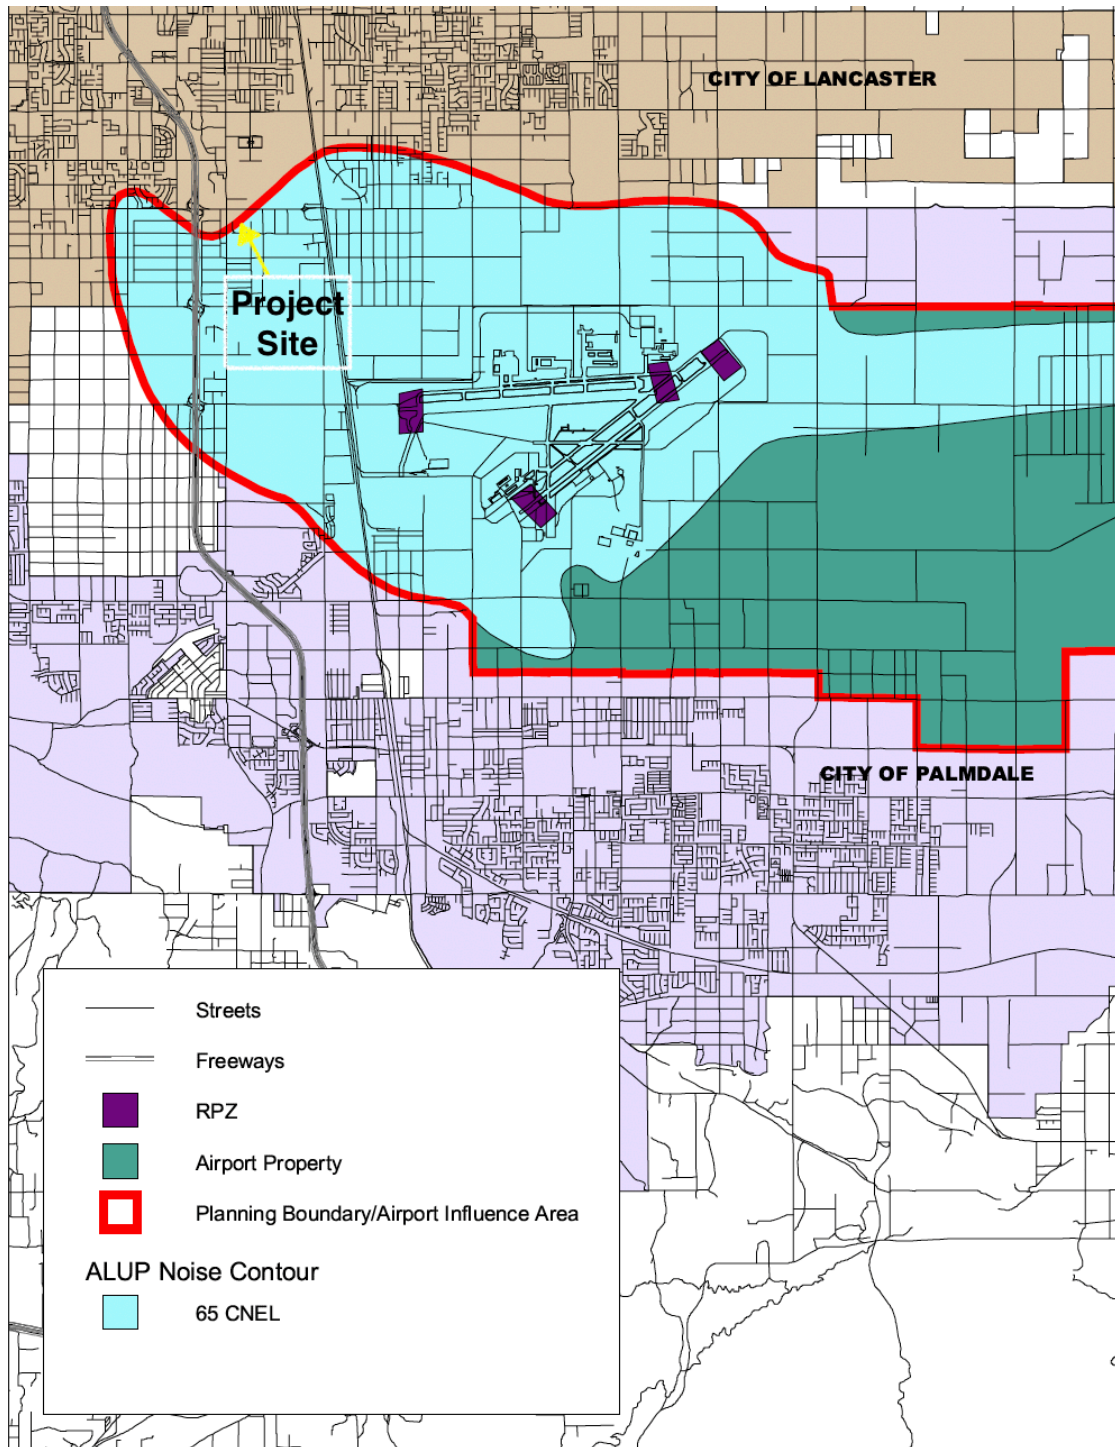 CITY OF LANCASTER
Project
Site
CITY OF PALMDALE
Streets
Freeways
RPZ
Airport Property
Planning Boundary/Airport Influence Area
ALUP Noise Contour
65 CNEL